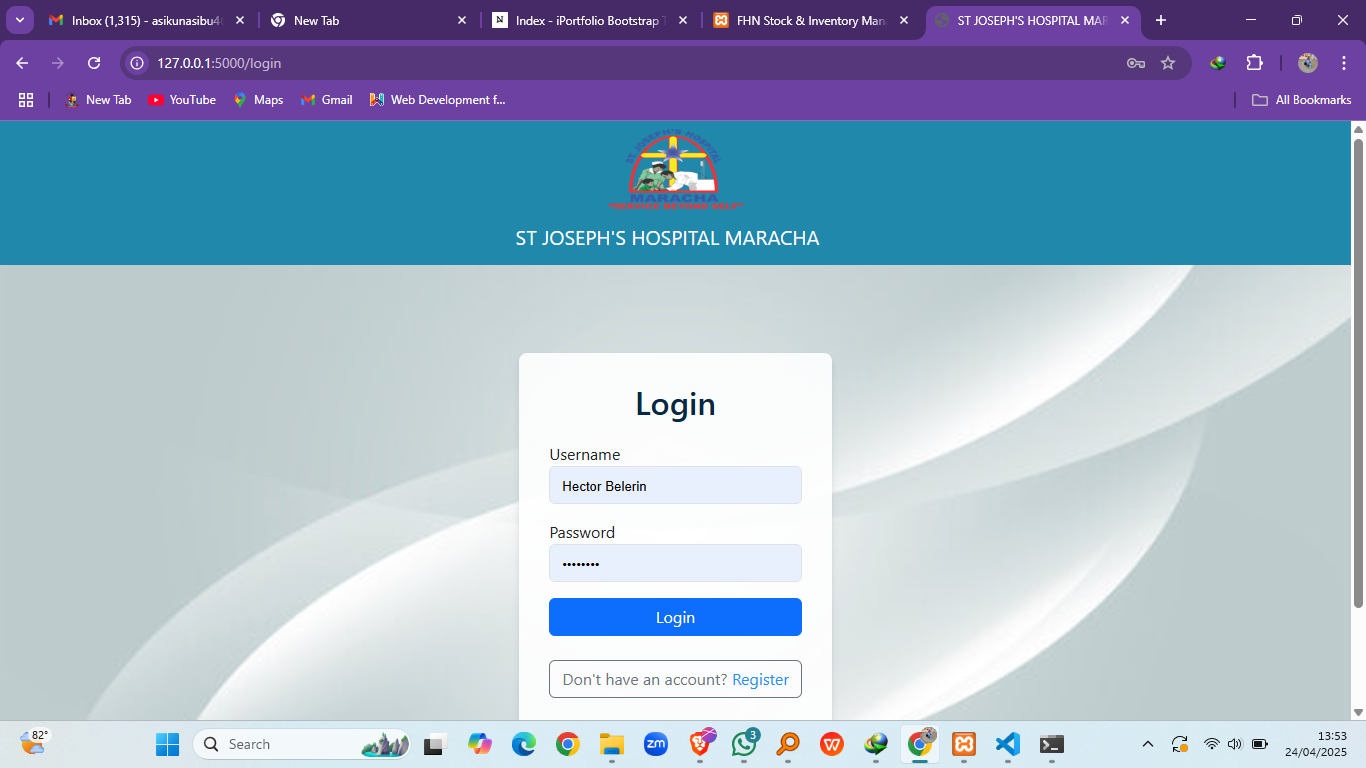 Inbox (1,315) - asikunasibu4
New Tab
Index - iPortfolio Bootstrap T
FHN Stock & Inventory Man
ST JOSEPH'S HOSPITAL MAR
127.0.0.1:5000/login
New Tab
YouTube
Maps
Gmail
Web Development f...
All Bookmarks
ST JOSEPH'S HOSPITAL
MARACHA
"SERVICE BEYOND SELF"
ST JOSEPH'S HOSPITAL MARACHA
Login
Username
Hector Belerin
Password
Login
Don't have an account? Register
82°
Search
zm
3
13:53
24/04/2025